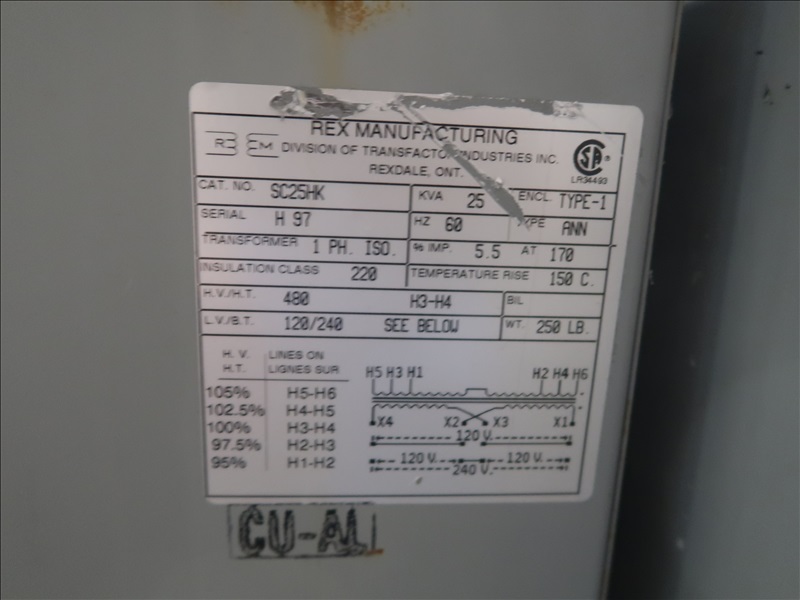 REX MANUFACTURING
DIVISION OF TRANSFACTOR INDUSTRIES INC.
REXDALE, ONT.
SA ®
LR34493
CAT. NO. SC25HK KVA 25 ENCL. TYPE-1
SERIAL H 97 HZ 60 TYPE ANN
TRANSFORMER 1 PH. ISO. % IMP. 5.5 AT 170
INSULATION CLASS 220 TEMPERATURE RISE 150 C.
H.V./H.T. 480 H3-H4 BIL
L.V./B.T. 120/240 SEE BELOW WT. 250 LB.
H. V. LINES ON
H.T. LIGNES SUR
105% H5-H6
102.5% H4-H5
100% H3-H4
97.5% H2-H3
95% H1-H2
H5 H3 H1 H2 H4 H6
X4 X2 X3 X1
120 V.
120 V. 120 V.
240 V.
CU-AL